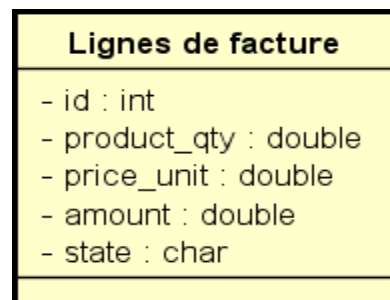 Lignes de facture
- id : int
- product_qty : double
- price_unit : double
- amount : double
- state : char